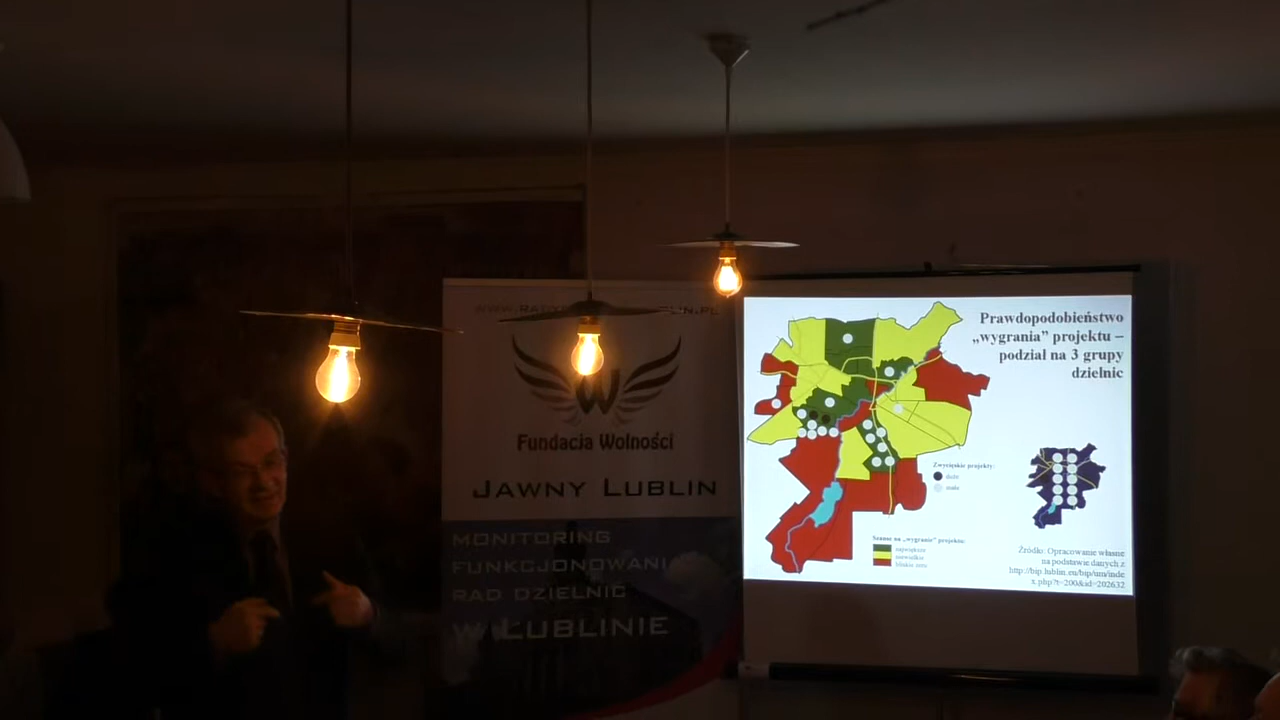 Fundacja Wolności
JAWNY LUBLIN
MONITORING
FUNKCJONOWANI
RAD DZIELNIC
W LUBLINIE
Prawdopodobieństwo
„wygrania” projektu –
podział na 3 grupy
dzielnic
Zwycięskie projekty:
duże
małe
Szanse na „wygranie” projektu:
największe
niewielkie
bliskie zeru
Źródło: Opracowanie własne
na podstawie danych z
http://bip.lublin.eu/bip/um/inde
x.php?t=200&id=202632